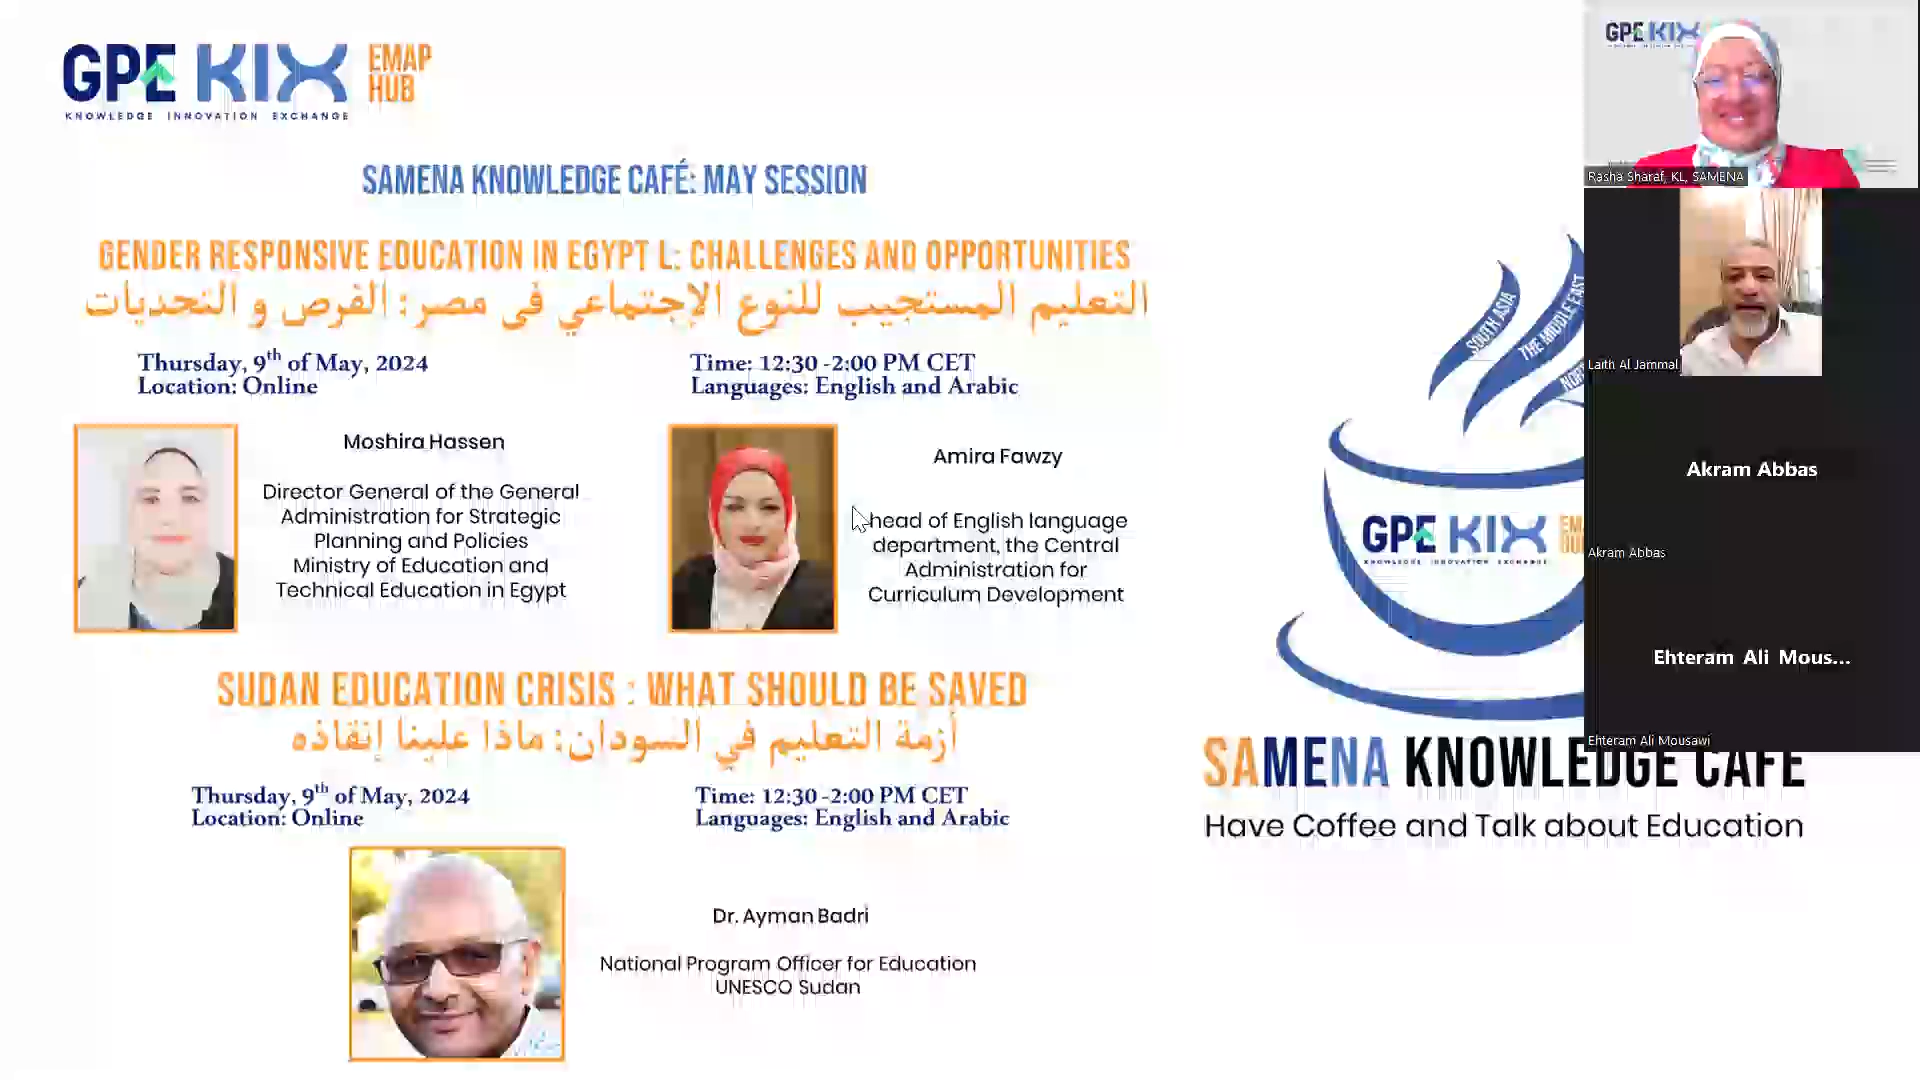 GPE KIX EMAP HUB
KNOWLEDGE INNOVATION EXCHANGE
SAMENA KNOWLEDGE CAFÉ: MAY SESSION
GENDER RESPONSIVE EDUCATION IN EGYPT L: CHALLENGES AND OPPORTUNITIES
التعليم المستجيب للنوع الإجتماعي فى مصر: الفرص و التحديات
Thursday, 9th of May, 2024
Location: Online
Time: 12:30 -2:00 PM CET
Languages: English and Arabic
Moshira Hassen
Director General of the General
Administration for Strategic
Planning and Policies
Ministry of Education and
Technical Education in Egypt
Amira Fawzy
head of English language
department, the Central
Administration for
Curriculum Development
SUDAN EDUCATION CRISIS : WHAT SHOULD BE SAVED
أزمة التعليم في السودان: ماذا علينا إنقاذه
Thursday, 9th of May, 2024
Location: Online
Time: 12:30 -2:00 PM CET
Languages: English and Arabic
Dr. Ayman Badri
National Program Officer for Education
UNESCO Sudan
SOUTH ASIA
THE MIDDLE EAST
GPE KIX
KNOWLEDGE INNOVATION EXCHANGE
SAMENA KNOWLEDGE CAFE
Have Coffee and Talk about Education
GPE KIX
Rasha Sharaf, KL, SAMENA
Laith Al Jammal
Akram Abbas
Akram Abbas
Ehteram Ali Mous...
Ehteram Ali Mousawi